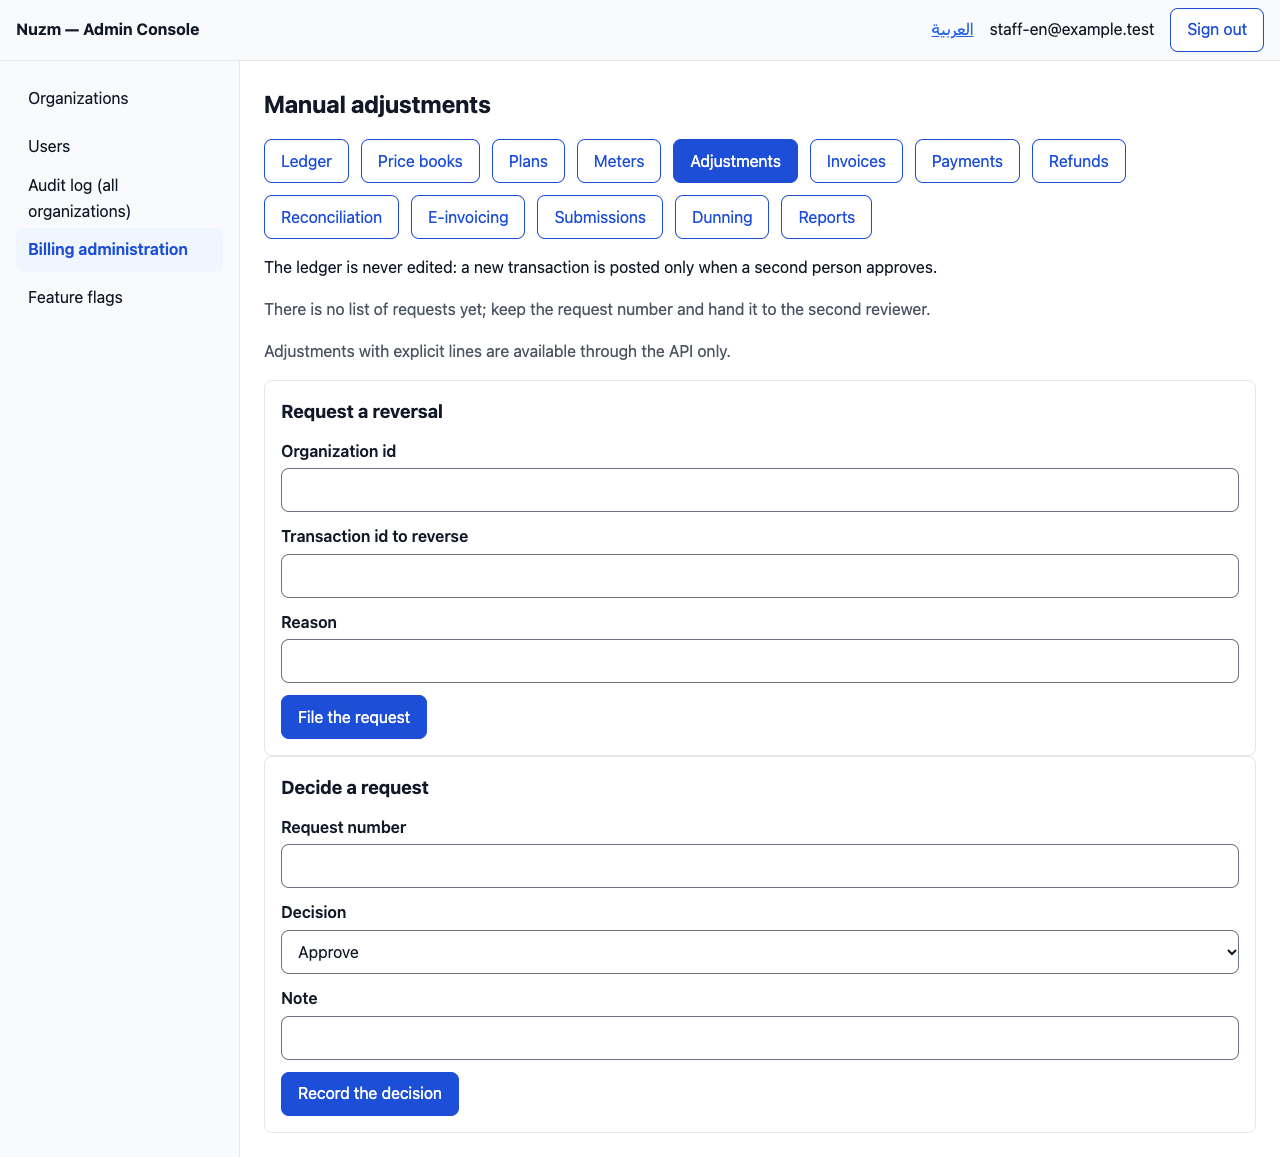 Nuzm — Admin Console
العربية
staff-en@example.test
Sign out
Organizations
Users
Audit log (all
organizations)
Billing administration
Feature flags
Manual adjustments
Ledger
Price books
Plans
Meters
Adjustments
Invoices
Payments
Refunds
Reconciliation
E-invoicing
Submissions
Dunning
Reports
The ledger is never edited: a new transaction is posted only when a second person approves.
There is no list of requests yet; keep the request number and hand it to the second reviewer.
Adjustments with explicit lines are available through the API only.
Request a reversal
Organization id
Transaction id to reverse
Reason
File the request
Decide a request
Request number
Decision
Approve
Note
Record the decision